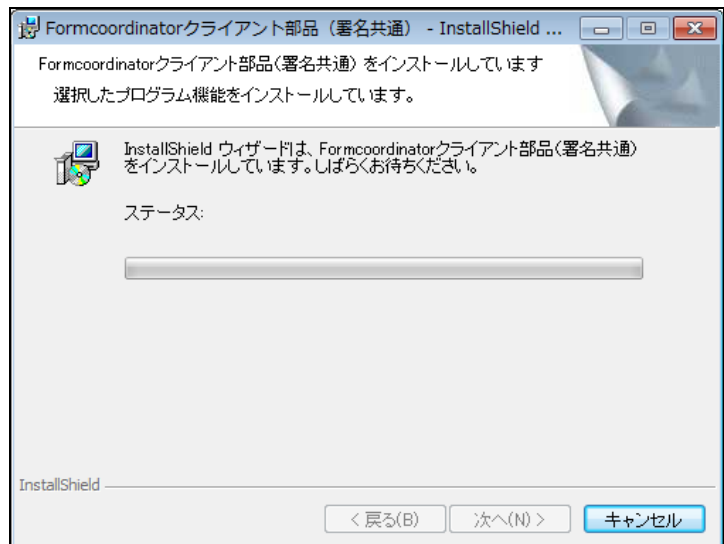 Formcoordinatorクライアント部品（署名共通） - InstallShield ...
Formcoordinatorクライアント部品(署名共通) をインストールしています
選択したプログラム機能をインストールしています。
InstallShield ウィザードは、Formcoordinatorクライアント部品(署名共通)
をインストールしています。しばらくお待ちください。
ステータス:
InstallShield
< 戻る(B)
次へ(N) >
キャンセル